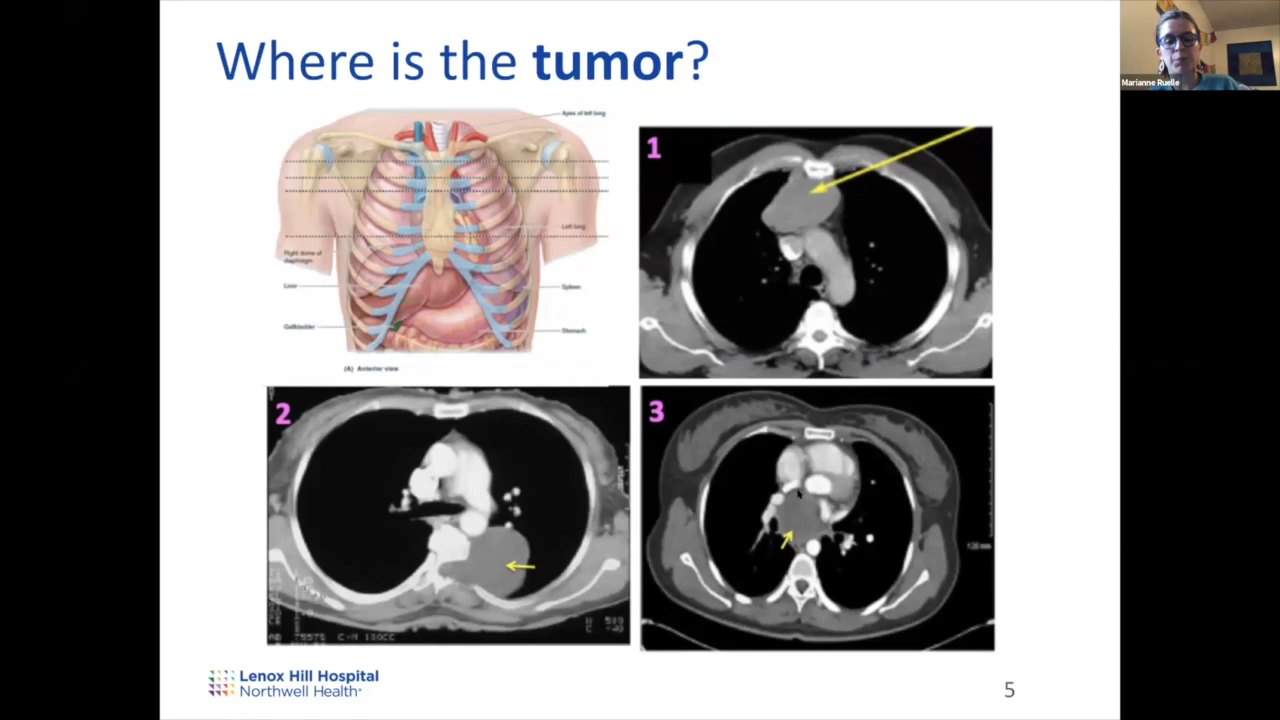 Where is the tumor?
Marianne Ruelle
Apex of left lung
Left lung
Right dome of
diaphragm
Liver
Spleen
Gallbladder
Stomach
(A) Anterior view
1
2
3
Lenox Hill Hospital
Northwell Health
5